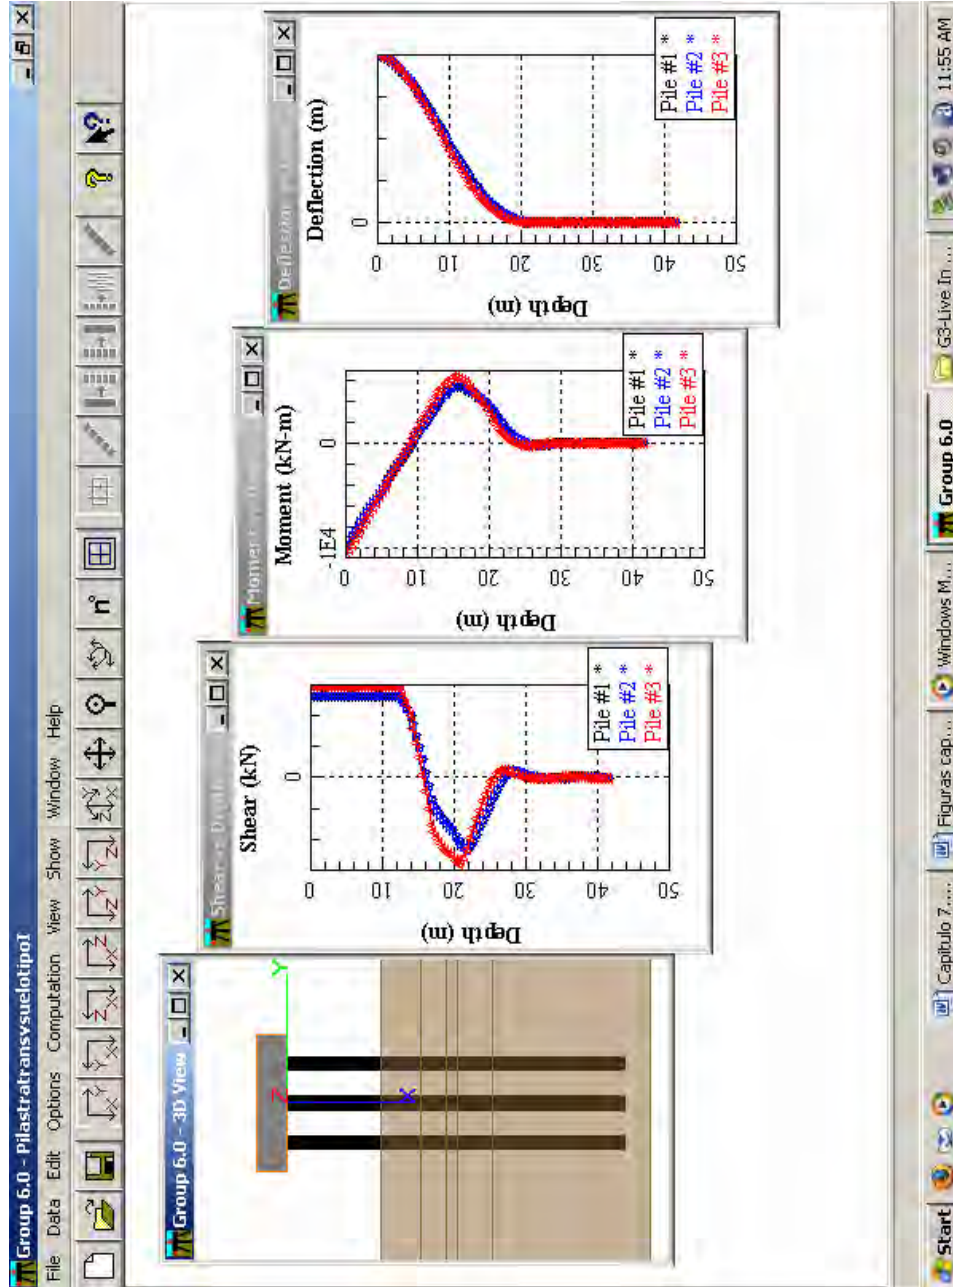 Group 6.0 - PilastratransvsuelotipoI
File Data Edit Options Computation View Show Window Help
n°
Group 6.0 - 3D View
Y
Z
X
Shear (kN)
0
0
10
20
30
40
50
Depth (m)
Pile #1 *
Pile #2 *
Pile #3 *
Moment
Moment (kN-m)
-1E4
0
0
10
20
30
40
50
Depth (m)
Pile #1 *
Pile #2 *
Pile #3 *
Deflection (m)
0
0
10
20
30
40
50
Depth (m)
Pile #1 *
Pile #2 *
Pile #3 *
Start
Capitulo 7....
Figuras cap...
Windows M...
Group 6.0
G3-Live In ...
11:55 AM